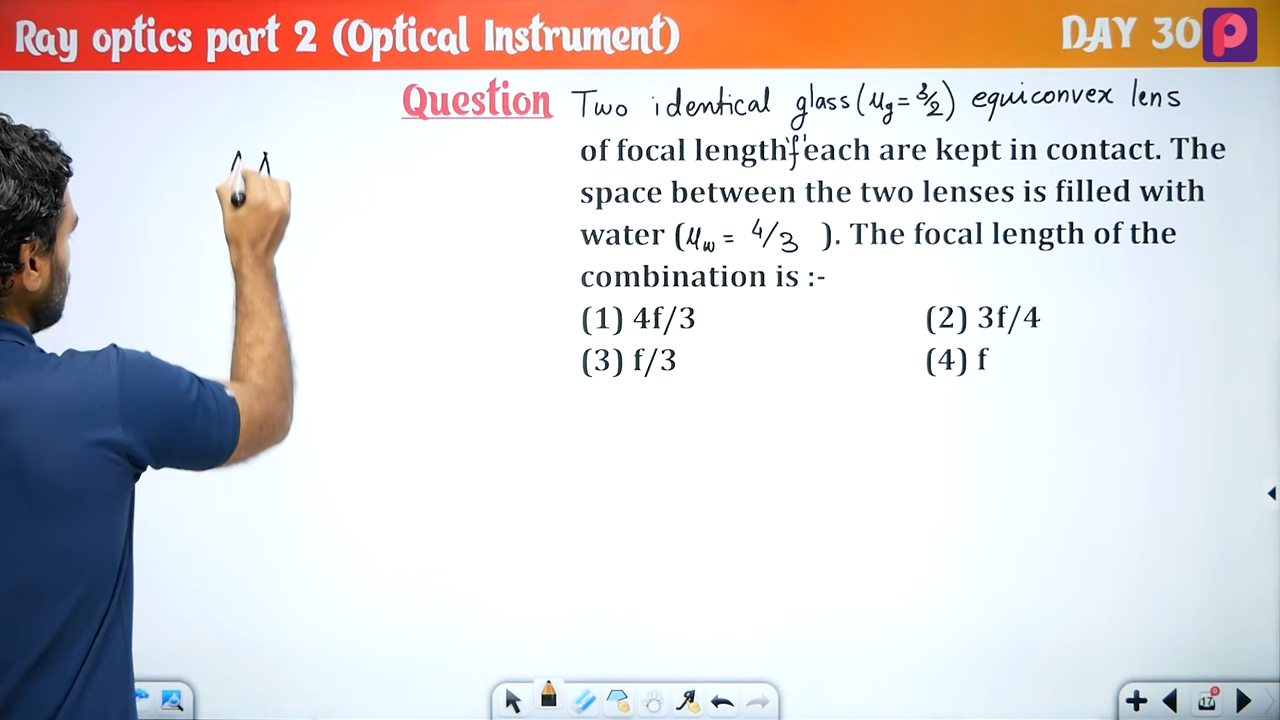 Ray optics part 2 (Optical Instrument)
DAY 30
Question Two identical glass (μg = 3/2) equiconvex lens
of focal length 'f' each are kept in contact. The
space between the two lenses is filled with
water (μw = 4/3 ). The focal length of the
combination is :-
(1) 4f/3 (2) 3f/4
(3) f/3 (4) f
17